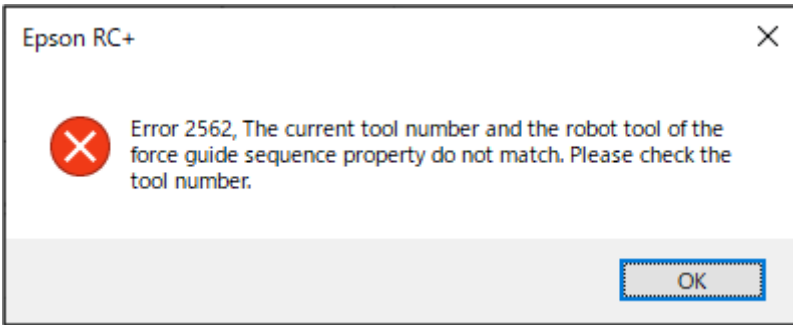 Epson RC+
Error 2562, The current tool number and the robot tool of the
force guide sequence property do not match. Please check the
tool number.
OK